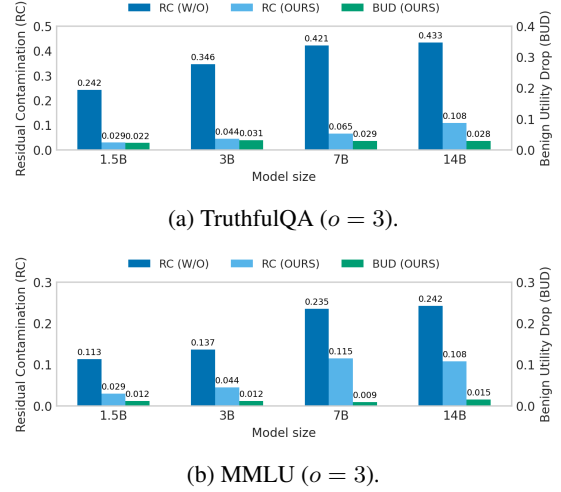 RC (W/O) RC (OURS) BUD (OURS)
Residual Contamination (RC)
0.5
0.4
0.3
0.2
0.1
0.0
0.242 0.029 0.022
0.346 0.044 0.031
0.421 0.065 0.029
0.433 0.108 0.028
0.4
0.3
0.2
0.1
0.0
Benign Utility Drop (BUD)
1.5B 3B 7B 14B
Model size
(a) TruthfulQA (o = 3).
RC (W/O) RC (OURS) BUD (OURS)
Residual Contamination (RC)
0.3
0.2
0.1
0.0
0.113 0.029 0.012
0.137 0.044 0.012
0.235 0.115 0.009
0.242 0.108 0.015
0.3
0.2
0.1
0.0
Benign Utility Drop (BUD)
1.5B 3B 7B 14B
Model size
(b) MMLU (o = 3).